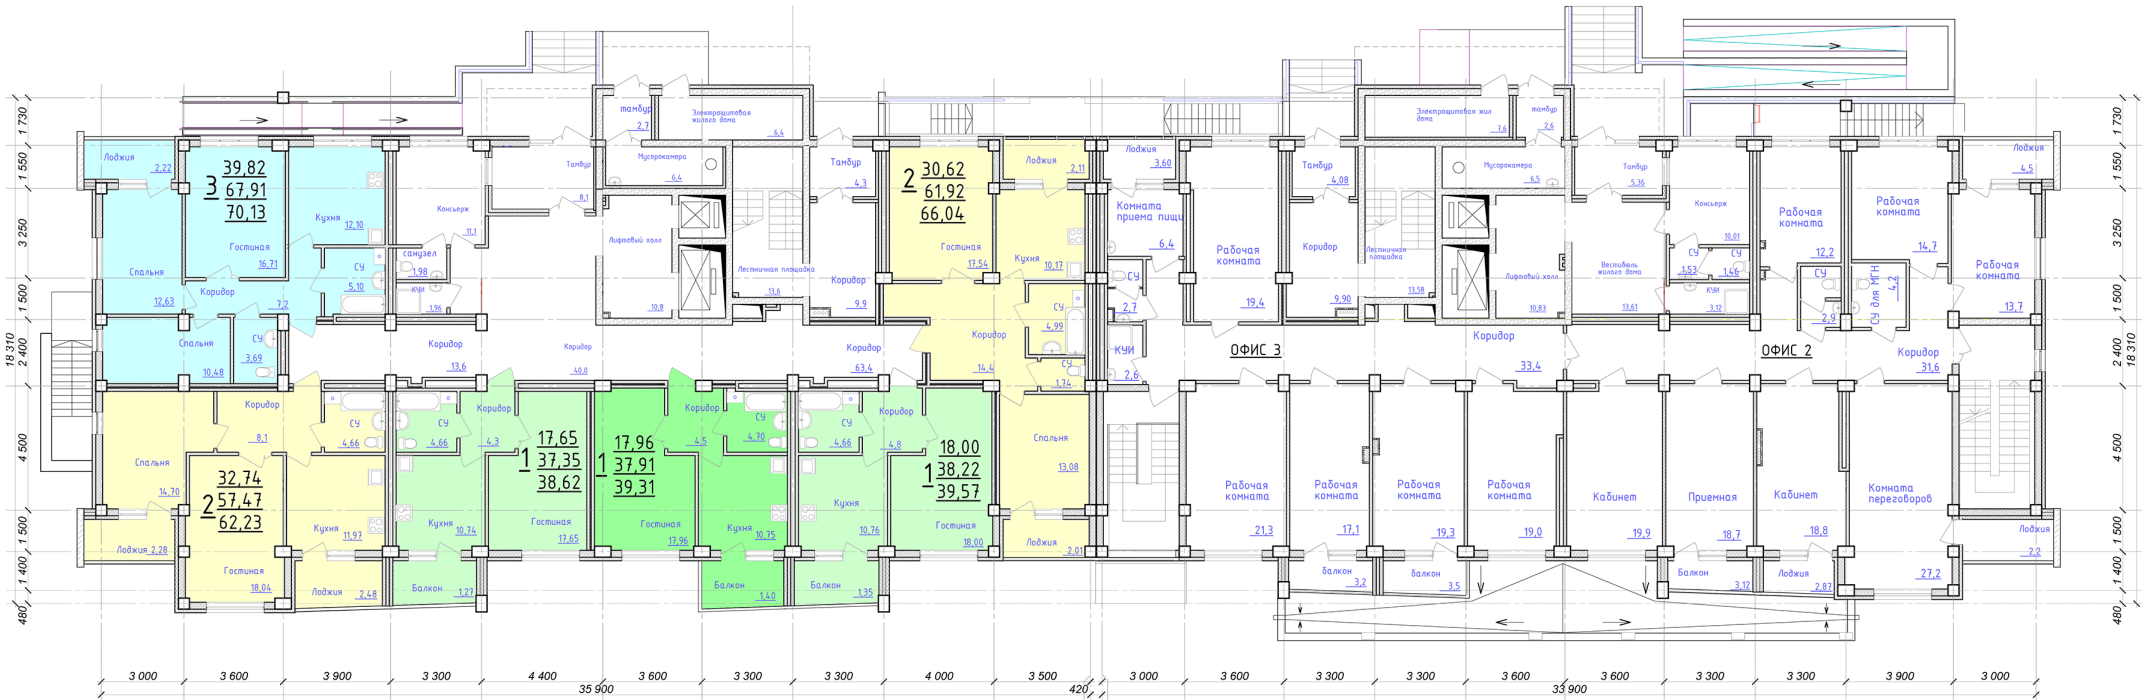 тамбур
2,7
Электрощитовая
жилого дома
6,4
Электрощитовая жил
дома
7,6
тамбур
2,6
1 730
1 550
3 250
1 500
2 400
18 310
4 500
1 500
1 400
480
Лоджия
2,22
3
39,82
67,91
70,13
Кухня
12,10
Гостиная
16,71
Спальня
12,63
Коридор
7,2
СУ
5,10
Спальня
10,48
СУ
3,69
Консьерж
11,1
санузел
1,98
КУИ
1,96
Тамбур
8,1
Мусорокамера
6,4
Лифтовый холл
10,8
Лестничная площадка
13,6
Тамбур
4,3
Коридор
9,9
13,6
Коридор
40,0
Коридор
63,4
2
30,62
61,92
66,04
Лоджия
2,11
Гостиная
17,54
Кухня
10,17
Коридор
14,4
4,99
СУ
1,74
Спальня
13,08
Лоджия
2,01
Коридор
8,1
СУ
4,66
Спальня
14,70
2
32,74
57,47
62,23
Кухня
11,97
Лоджия 2,28
Гостиная
18,04
Лоджия
2,48
СУ
4,66
Коридор
4,3
1
17,65
37,35
38,62
Кухня
10,74
Гостиная
17,65
Балкон
1,27
1
17,96
37,91
39,31
Коридор
4,5
СУ
4,70
Гостиная
17,96
Кухня
10,75
Балкон
1,40
СУ
4,66
Коридор
4,8
1
18,00
38,22
39,57
Кухня
10,76
Гостиная
18,00
Балкон
1,35
Лоджия
3,60
Комната
приема пищи
6,4
СУ
2,7
КУИ
2,6
Рабочая
комната
19,4
Тамбур
4,08
Коридор
9,90
Лестничная
площадка
13,58
Мусорокамера
6,5
Лифтовый холл
10,83
Тамбур
5,36
Вестибюль
жилого дома
13,61
Консьерж
10,01
СУ
1,53
СУ
1,46
КУИ
3,12
Рабочая
комната
12,2
СУ
2,9
Рабочая
комната
14,7
СУ для МГН
4,2
Лоджия
4,5
Рабочая
комната
13,7
ОФИС 3
Коридор
33,4
ОФИС 2
Коридор
31,6
Рабочая
комната
21,3
Рабочая
комната
17,1
Рабочая
комната
19,3
Рабочая
комната
19,0
Кабинет
19,9
Приемная
18,7
Кабинет
18,8
Комната
переговоров
27,2
Лоджия
2,2
балкон
3,2
балкон
3,5
Балкон
3,12
Лоджия
2,87
1 730
1 550
3 250
1 500
2 400
18 310
4 500
1 500
1 400
480
3 000
3 600
3 900
3 300
4 400
3 600
3 300
3 300
4 000
3 500
3 000
3 600
3 300
3 300
3 600
3 600
3 300
3 300
3 900
3 000
35 900
420
33 900